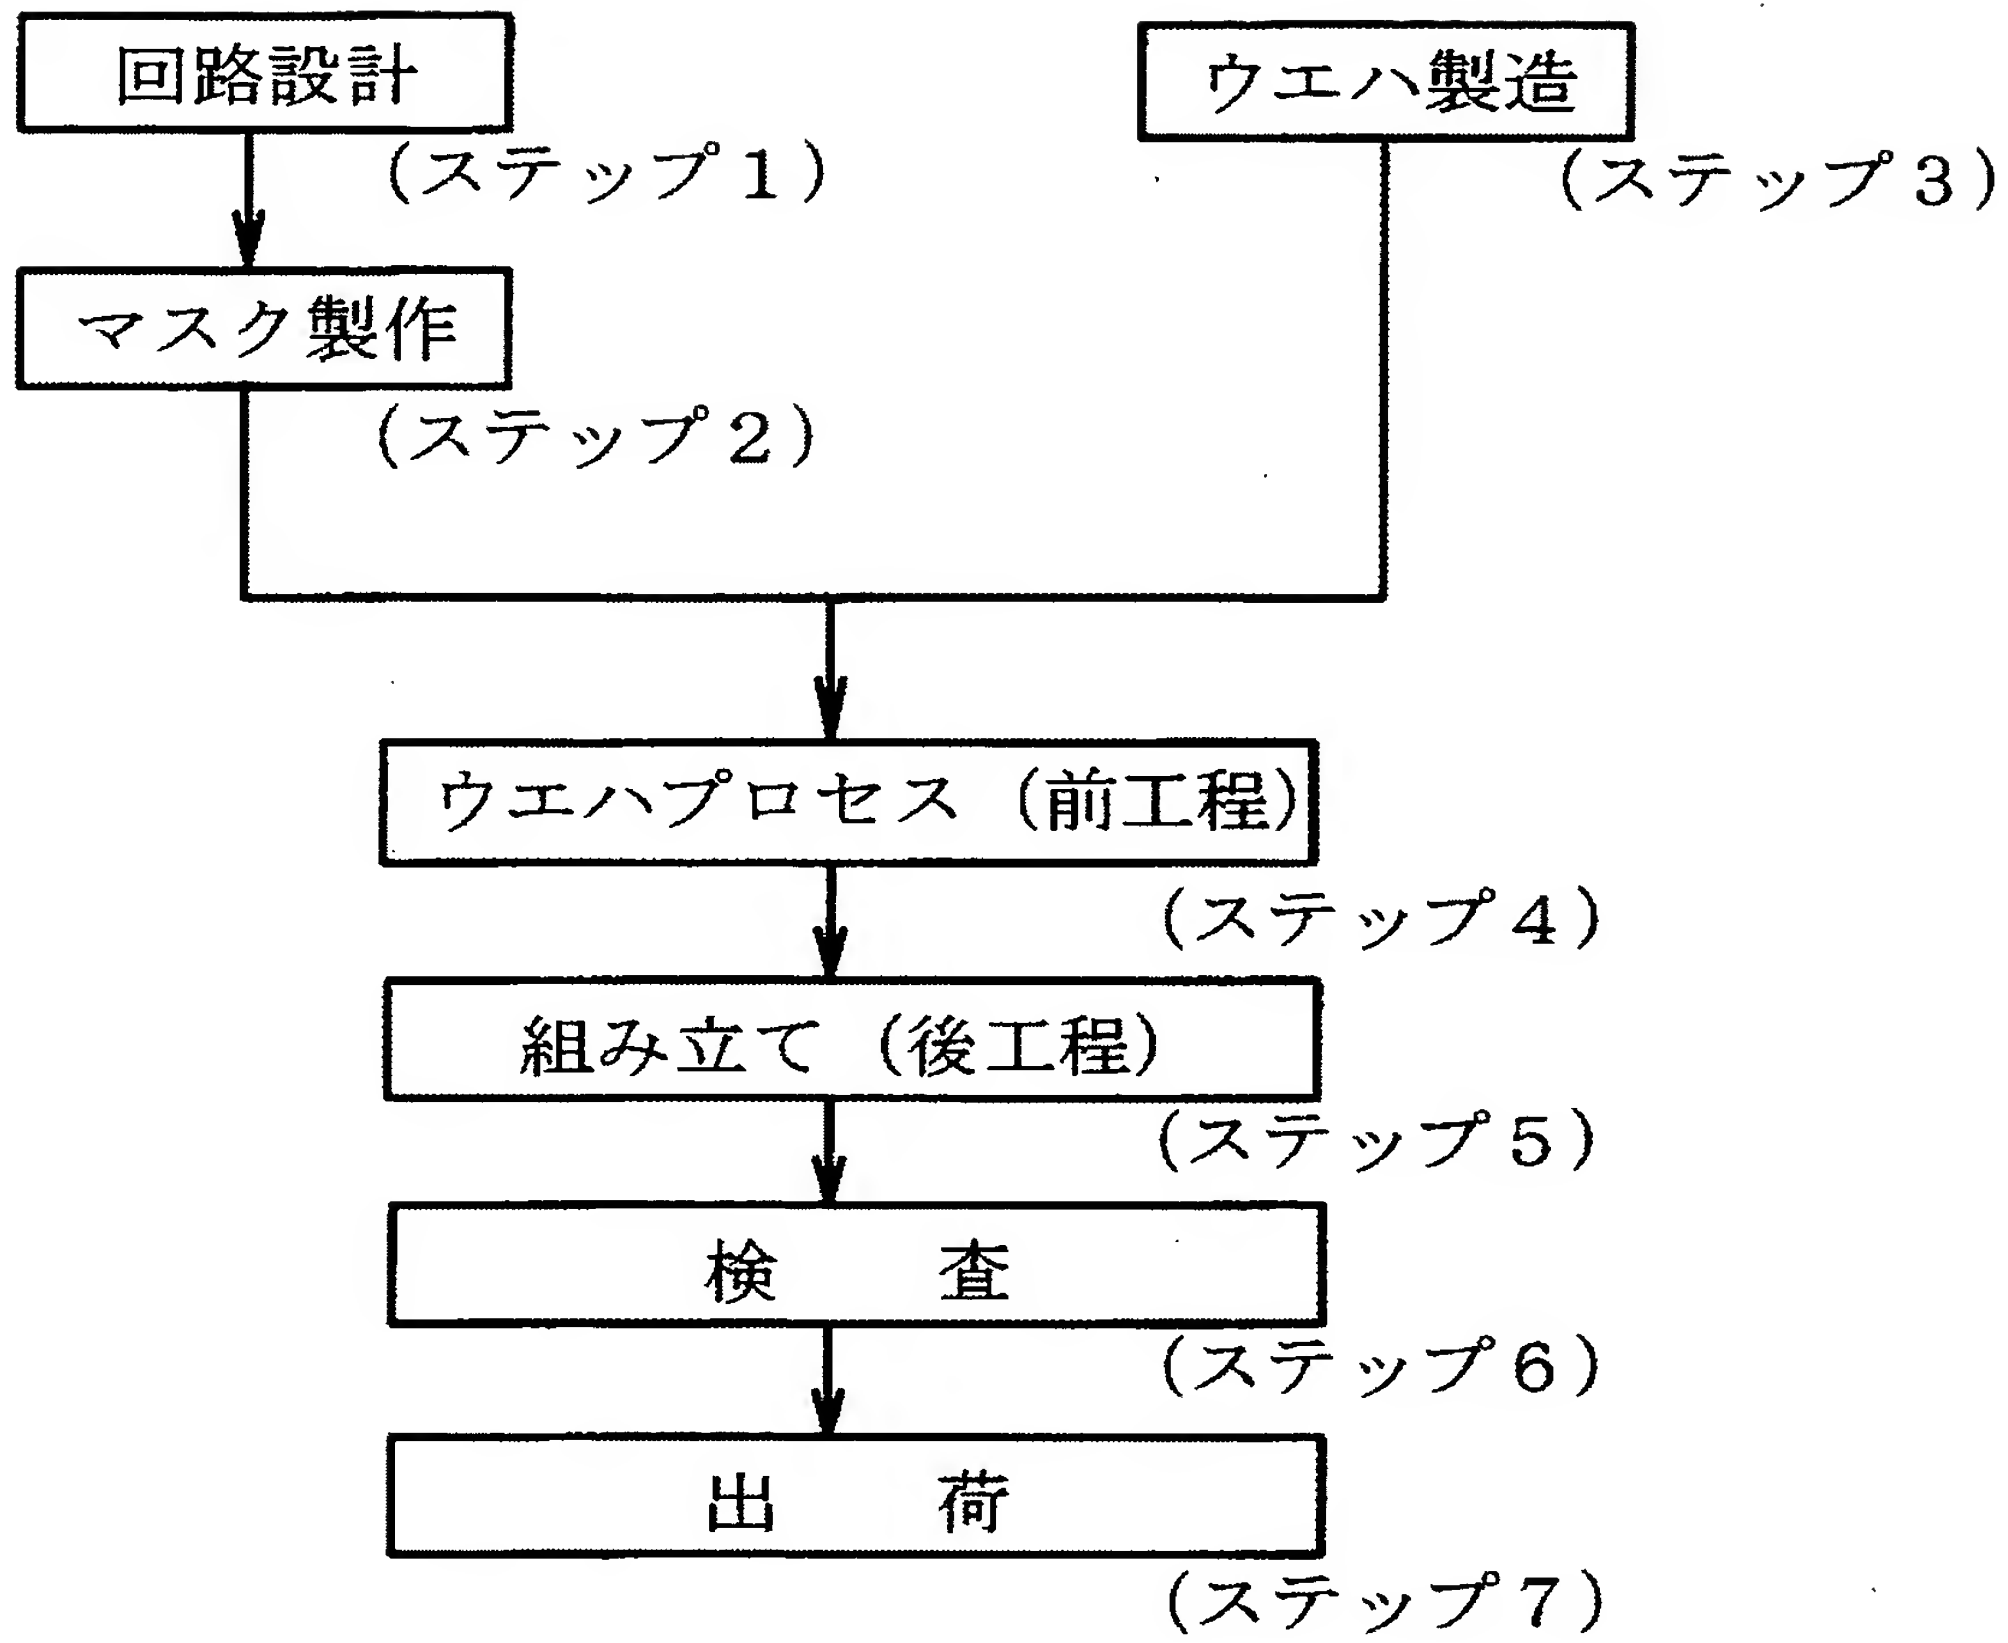 回路設計
(ステップ1)
ウエハ製造
(ステップ3)
マスク製作
(ステップ2)
ウエハプロセス (前工程)
(ステップ4)
組み立て (後工程)
(ステップ5)
検 査
(ステップ6)
出 荷
(ステップ7)